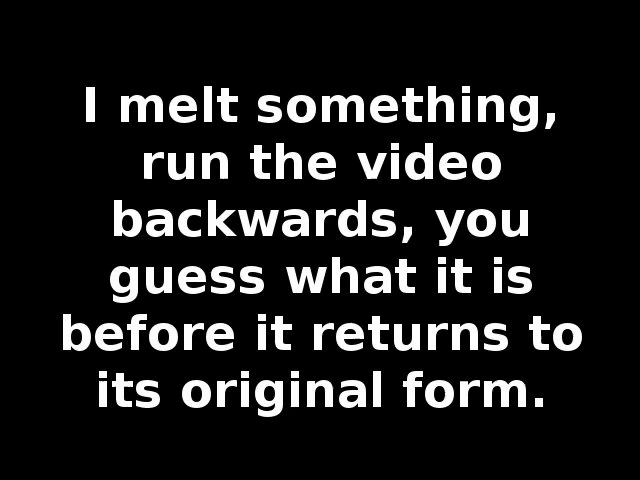 I melt something,
run the video
backwards, you
guess what it is
before it returns to
its original form.